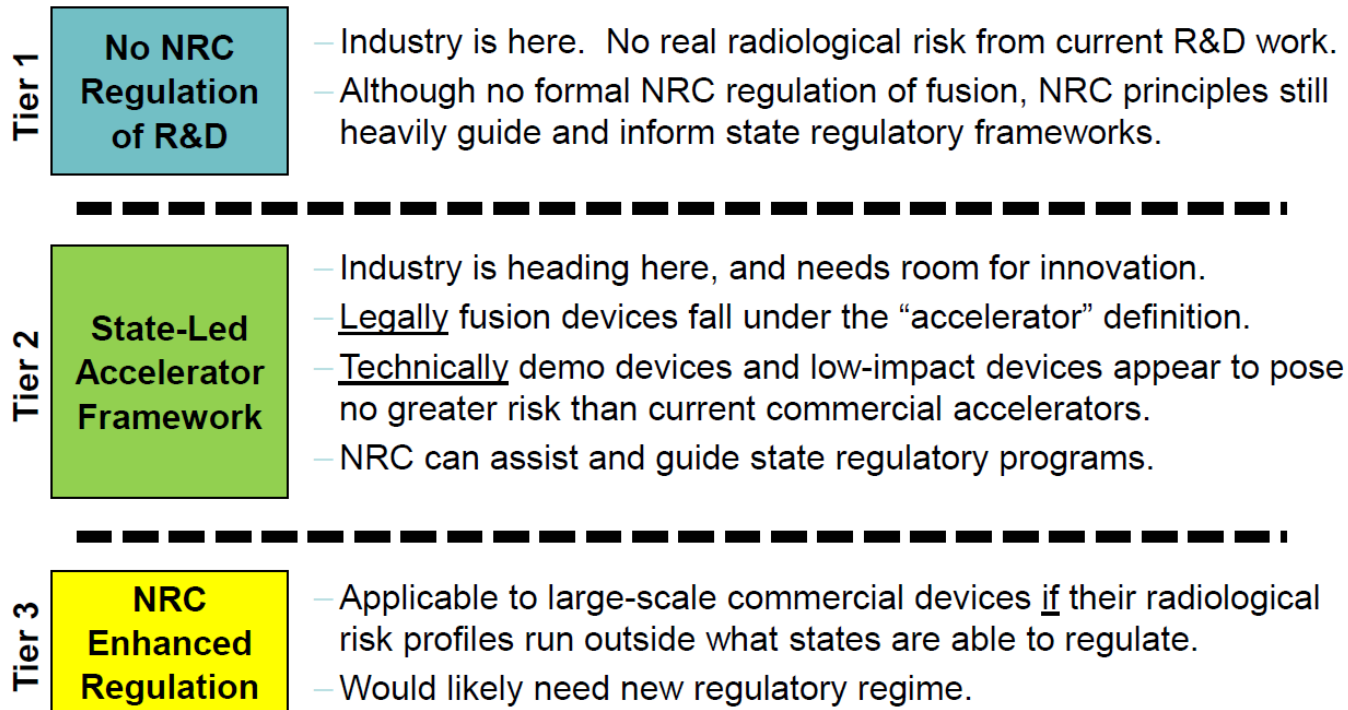 Tier 1
No NRC
Regulation
of R&D
– Industry is here.  No real radiological risk from current R&D work.
– Although no formal NRC regulation of fusion, NRC principles still
heavily guide and inform state regulatory frameworks.
Tier 2
State-Led
Accelerator
Framework
– Industry is heading here, and needs room for innovation.
– Legally fusion devices fall under the “accelerator” definition.
– Technically demo devices and low-impact devices appear to pose
no greater risk than current commercial accelerators.
– NRC can assist and guide state regulatory programs.
Tier 3
NRC
Enhanced
Regulation
– Applicable to large-scale commercial devices if their radiological
risk profiles run outside what states are able to regulate.
– Would likely need new regulatory regime.